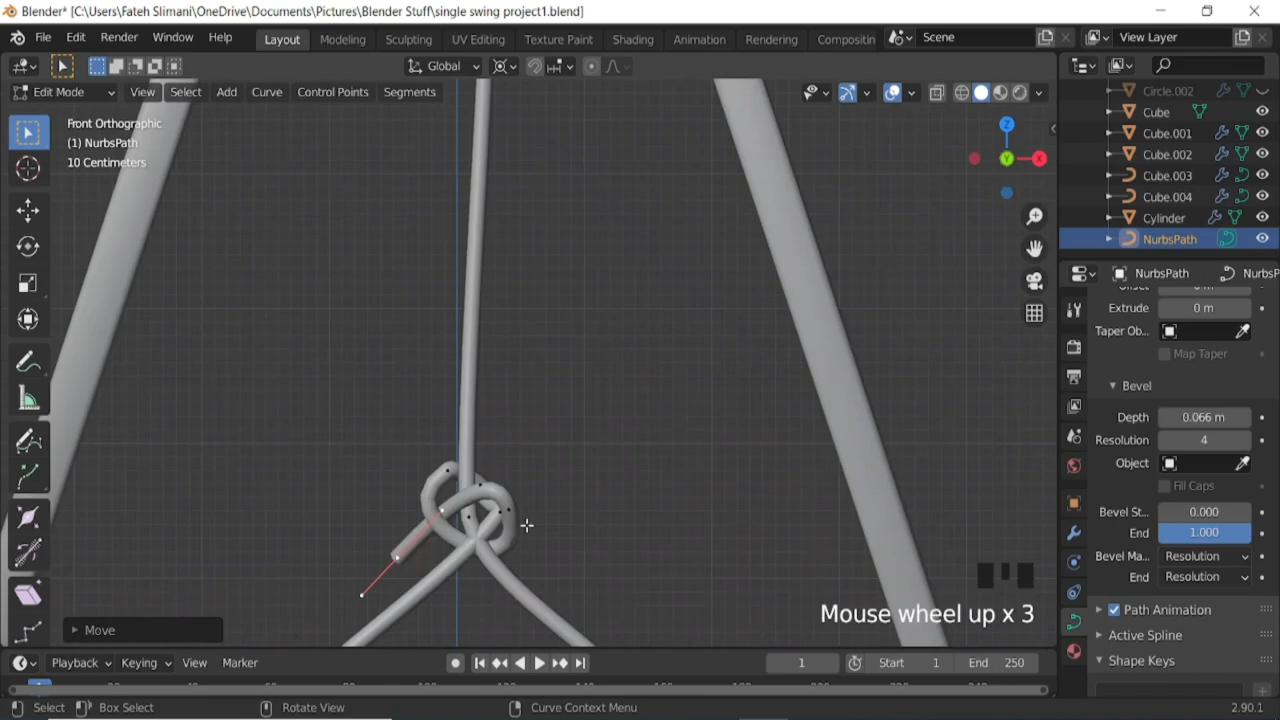 Blender* [C:\Users\Fateh Slimani\OneDrive\Documents\Pictures\Blender Stuff\single swing project1.blend]
File Edit Render Window Help Layout Modeling Sculpting UV Editing Texture Paint Shading Animation Rendering Compositin Scene View Layer
Global
Edit Mode View Select Add Curve Control Points Segments
Front Orthographic
(1) NurbsPath
10 Centimeters
Z
Y
X
Circle.002
Cube
Cube.001
Cube.002
Cube.003
Cube.004
Cylinder
NurbsPath
NurbsPath NurbsP
Offset 0 m
Extrude 0 m
Taper Ob...
Map Taper
Bevel
Depth 0.066 m
Resolution 4
Object
Fill Caps
Bevel St... 0.000
End 1.000
Bevel Ma... Resolution
End Resolution
Path Animation
Active Spline
Shape Keys
Mouse wheel up x 3
Move
Playback Keying View Marker 1 Start 1 End 250
Select Box Select Rotate View Curve Context Menu 2.90.1